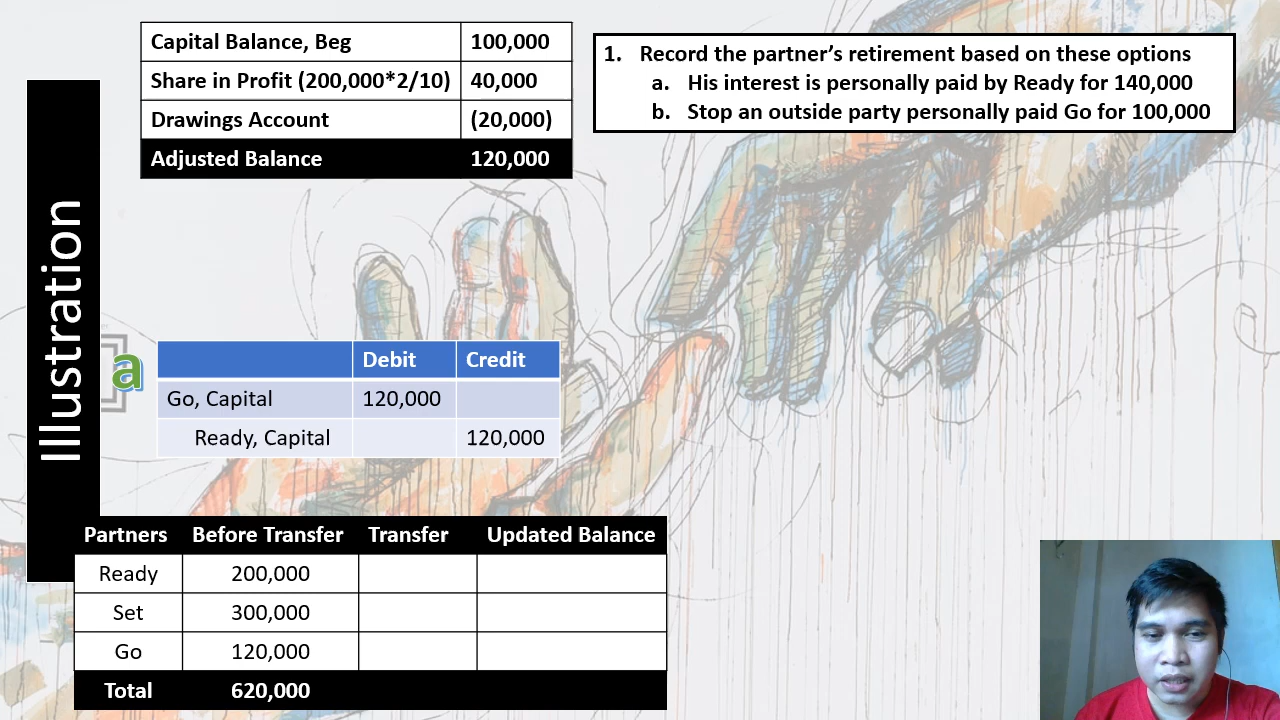 Capital Balance, Beg 100,000
Share in Profit (200,000*2/10) 40,000
Drawings Account (20,000)
Adjusted Balance 120,000
1. Record the partner’s retirement based on these options
a. His interest is personally paid by Ready for 140,000
b. Stop an outside party personally paid Go for 100,000
Illustration
a
Debit Credit
Go, Capital 120,000
Ready, Capital 120,000
Partners Before Transfer Transfer Updated Balance
Ready 200,000
Set 300,000
Go 120,000
Total 620,000